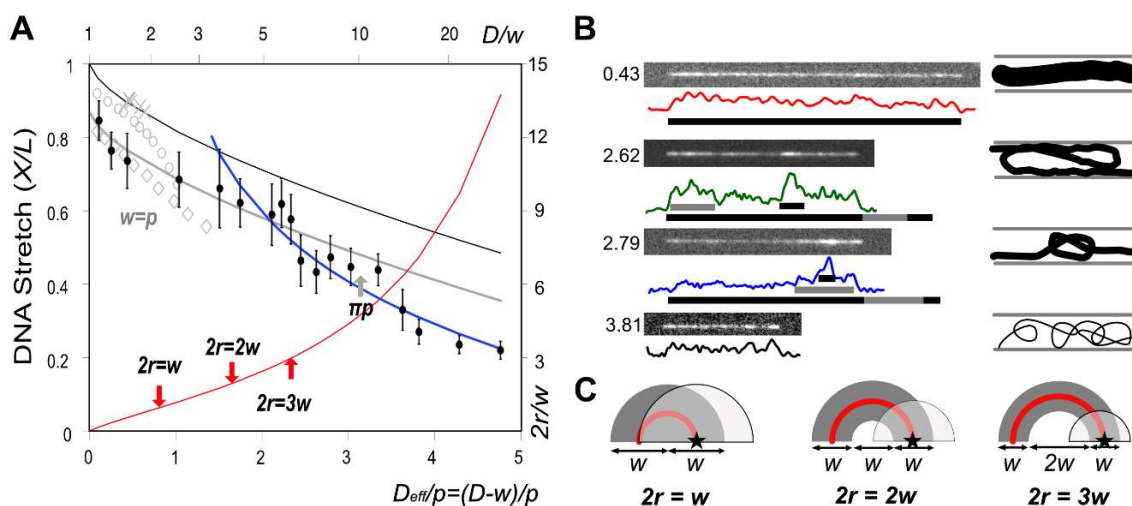 A
1 2 3 5 10 20 D/w
DNA Stretch (X/L)
1
0.8
0.6
0.4
0.2
0
15
12
9
6
3
0
2r/w
w=p
πp
2r=w
2r=2w
2r=3w
0 1 2 3 4 5
Deff/p=(D-w)/p
B
0.43
2.62
2.79
3.81
C
w w
2r = w
w w w
2r = 2w
w 2w w
2r = 3w